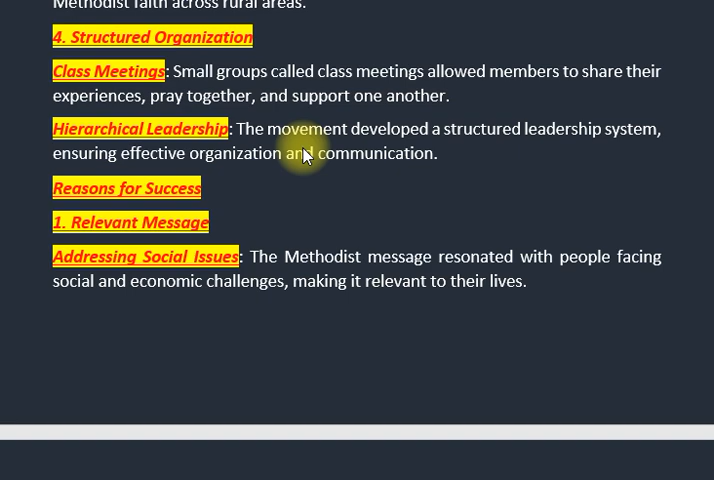 Methodist faith across rural areas.
4. Structured Organization
Class Meetings: Small groups called class meetings allowed members to share their
experiences, pray together, and support one another.
Hierarchical Leadership: The movement developed a structured leadership system,
ensuring effective organization and communication.
Reasons for Success
1. Relevant Message
Addressing Social Issues: The Methodist message resonated with people facing
social and economic challenges, making it relevant to their lives.